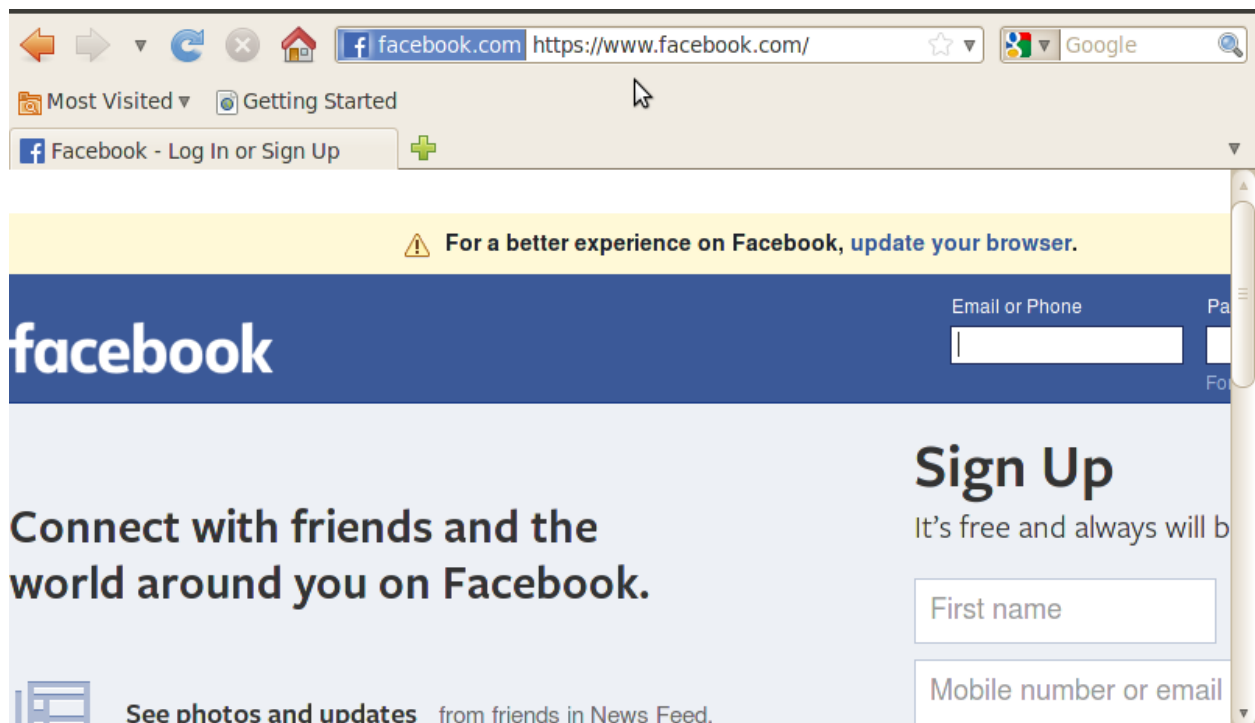 facebook.com https://www.facebook.com/ Google
Most Visited Getting Started
Facebook - Log In or Sign Up
For a better experience on Facebook, update your browser.
Email or Phone Pa
facebook
For
Sign Up
It's free and always will b
Connect with friends and the
world around you on Facebook.
First name
Mobile number or email
See photos and updates from friends in News Feed.